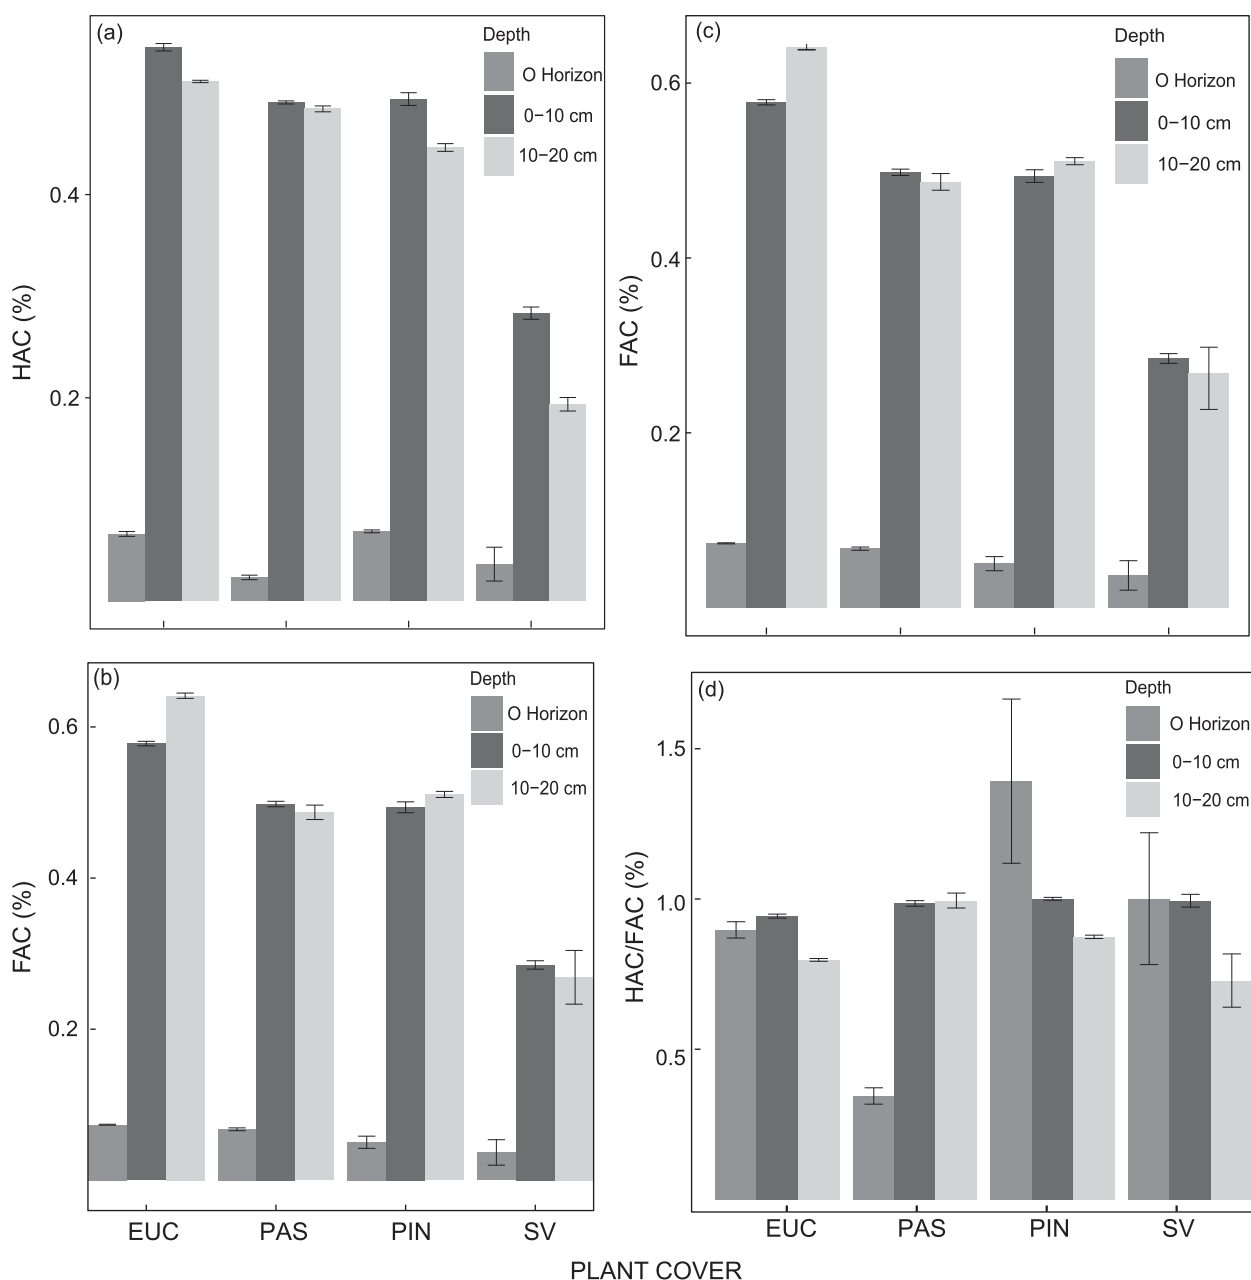 (a)
Depth
O Horizon
0−10 cm
10−20 cm
0.4
0.2
HAC (%)
(c)
Depth
O Horizon
0−10 cm
10−20 cm
0.6
0.4
0.2
FAC (%)
(b)
Depth
O Horizon
0−10 cm
10−20 cm
0.6
0.4
0.2
FAC (%)
EUC PAS PIN SV
(d)
Depth
O Horizon
0−10 cm
10−20 cm
1.5
1.0
0.5
HAC/FAC (%)
EUC PAS PIN SV
PLANT COVER